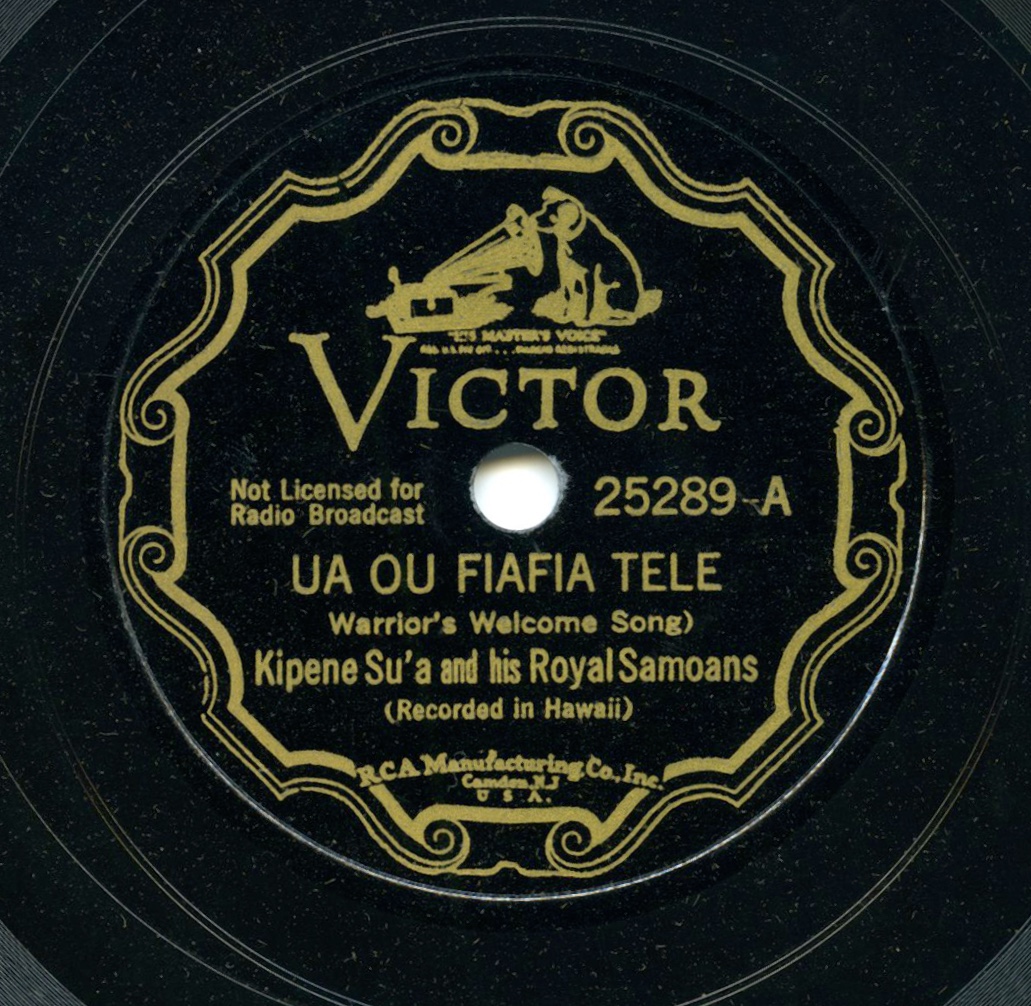 "HIS MASTER'S VOICE"
VICTOR
Not Licensed for
Radio Broadcast
25289-A
UA OU FIAFIA TELE
Warrior's Welcome Song)
Kipene Su'a and his Royal Samoans
(Recorded in Hawaii)
RCA Manufacturing Co., Inc.
Camden, N.J
U S A.